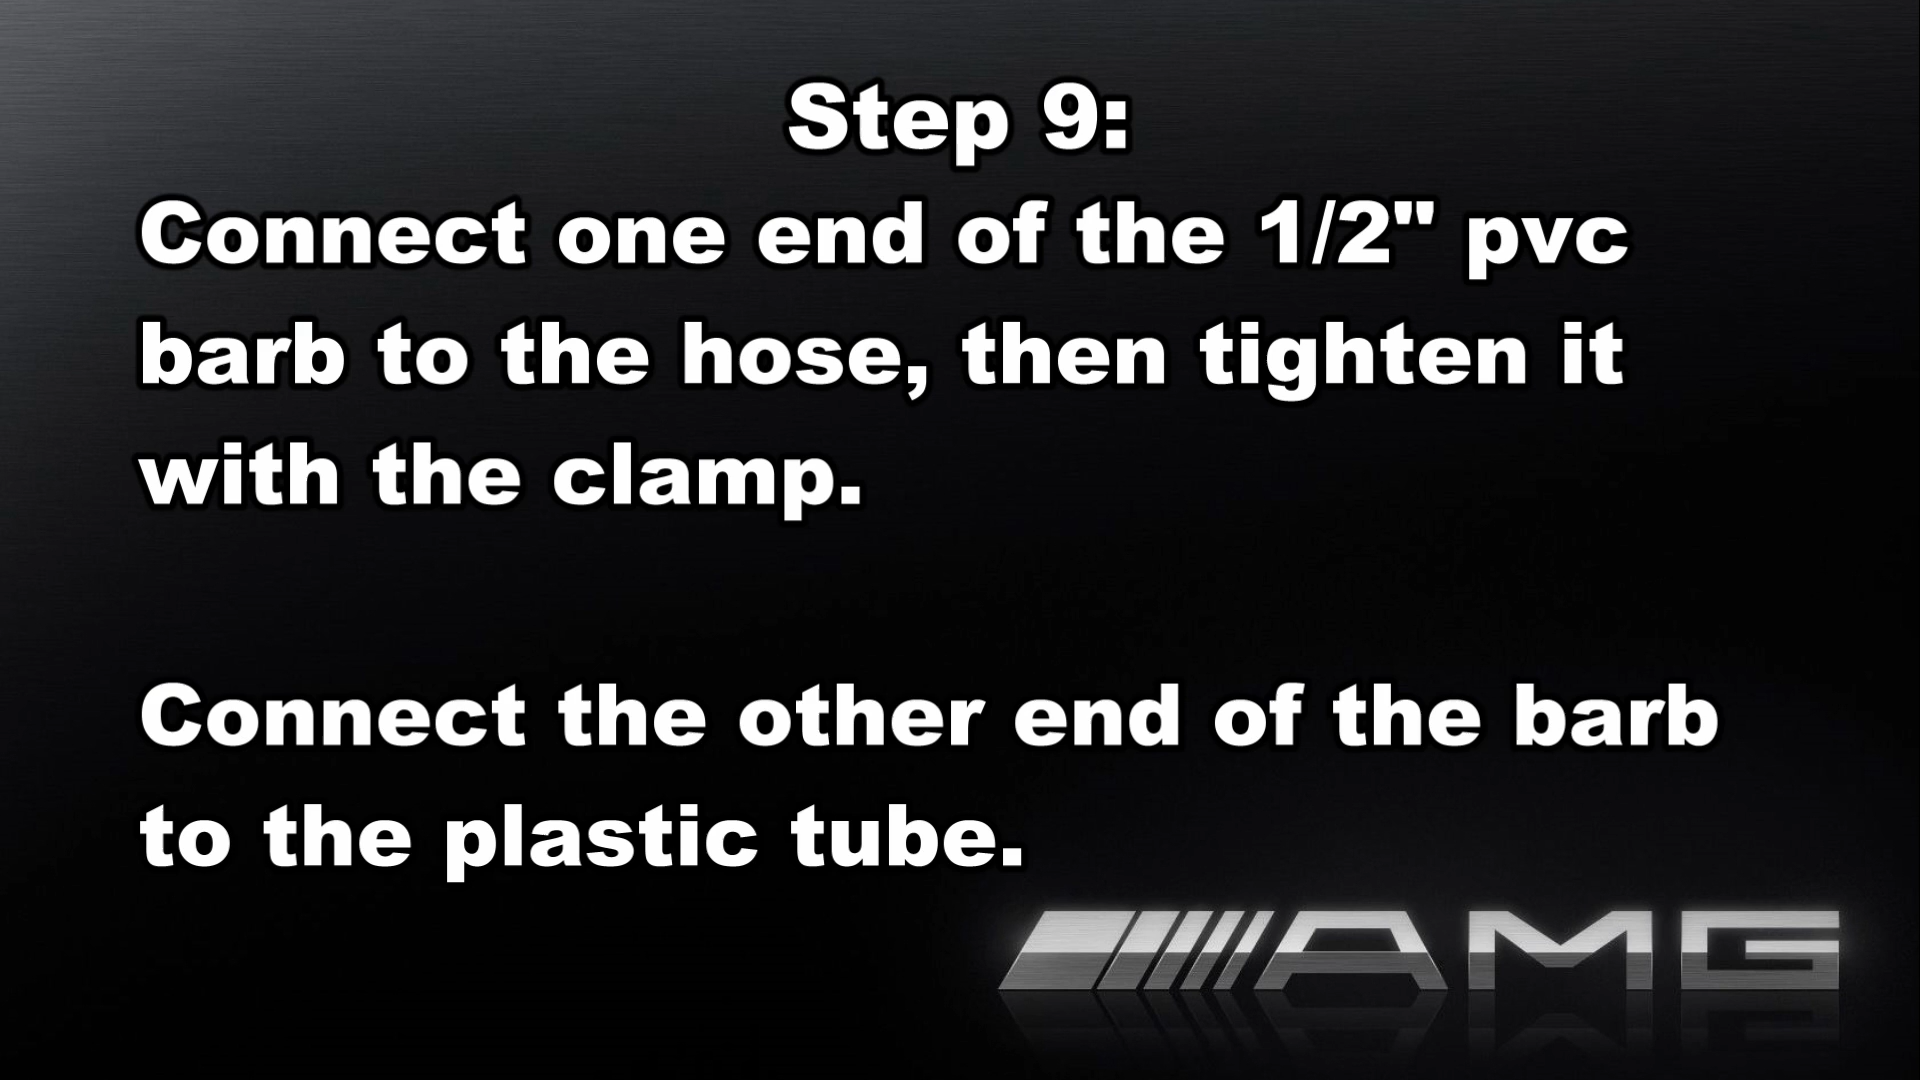 Step 9:
Connect one end of the 1/2" pvc
barb to the hose, then tighten it
with the clamp.
Connect the other end of the barb
to the plastic tube.
AMG